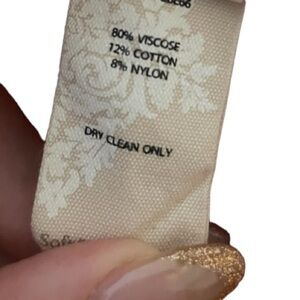 80% VISCOSE
12% COTTON
8% NYLON
DRY CLEAN ONLY